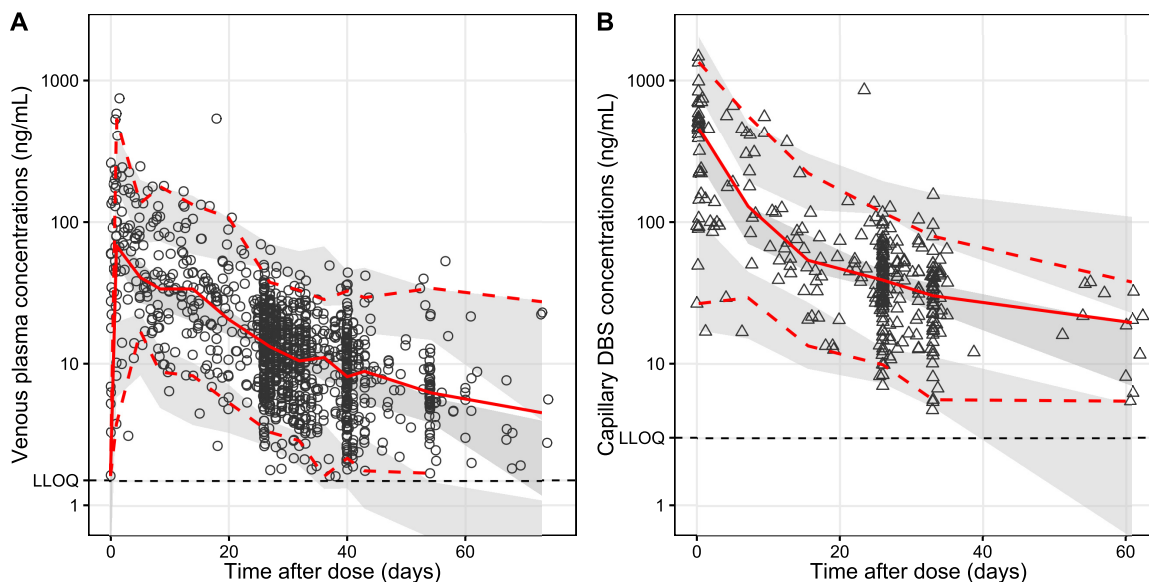 A
Venous plasma concentrations (ng/mL)
1000
100
10
LLOQ
1
0
20
40
60
Time after dose (days)
B
Capillary DBS concentrations (ng/mL)
1000
100
10
LLOQ
1
0
20
40
60
Time after dose (days)